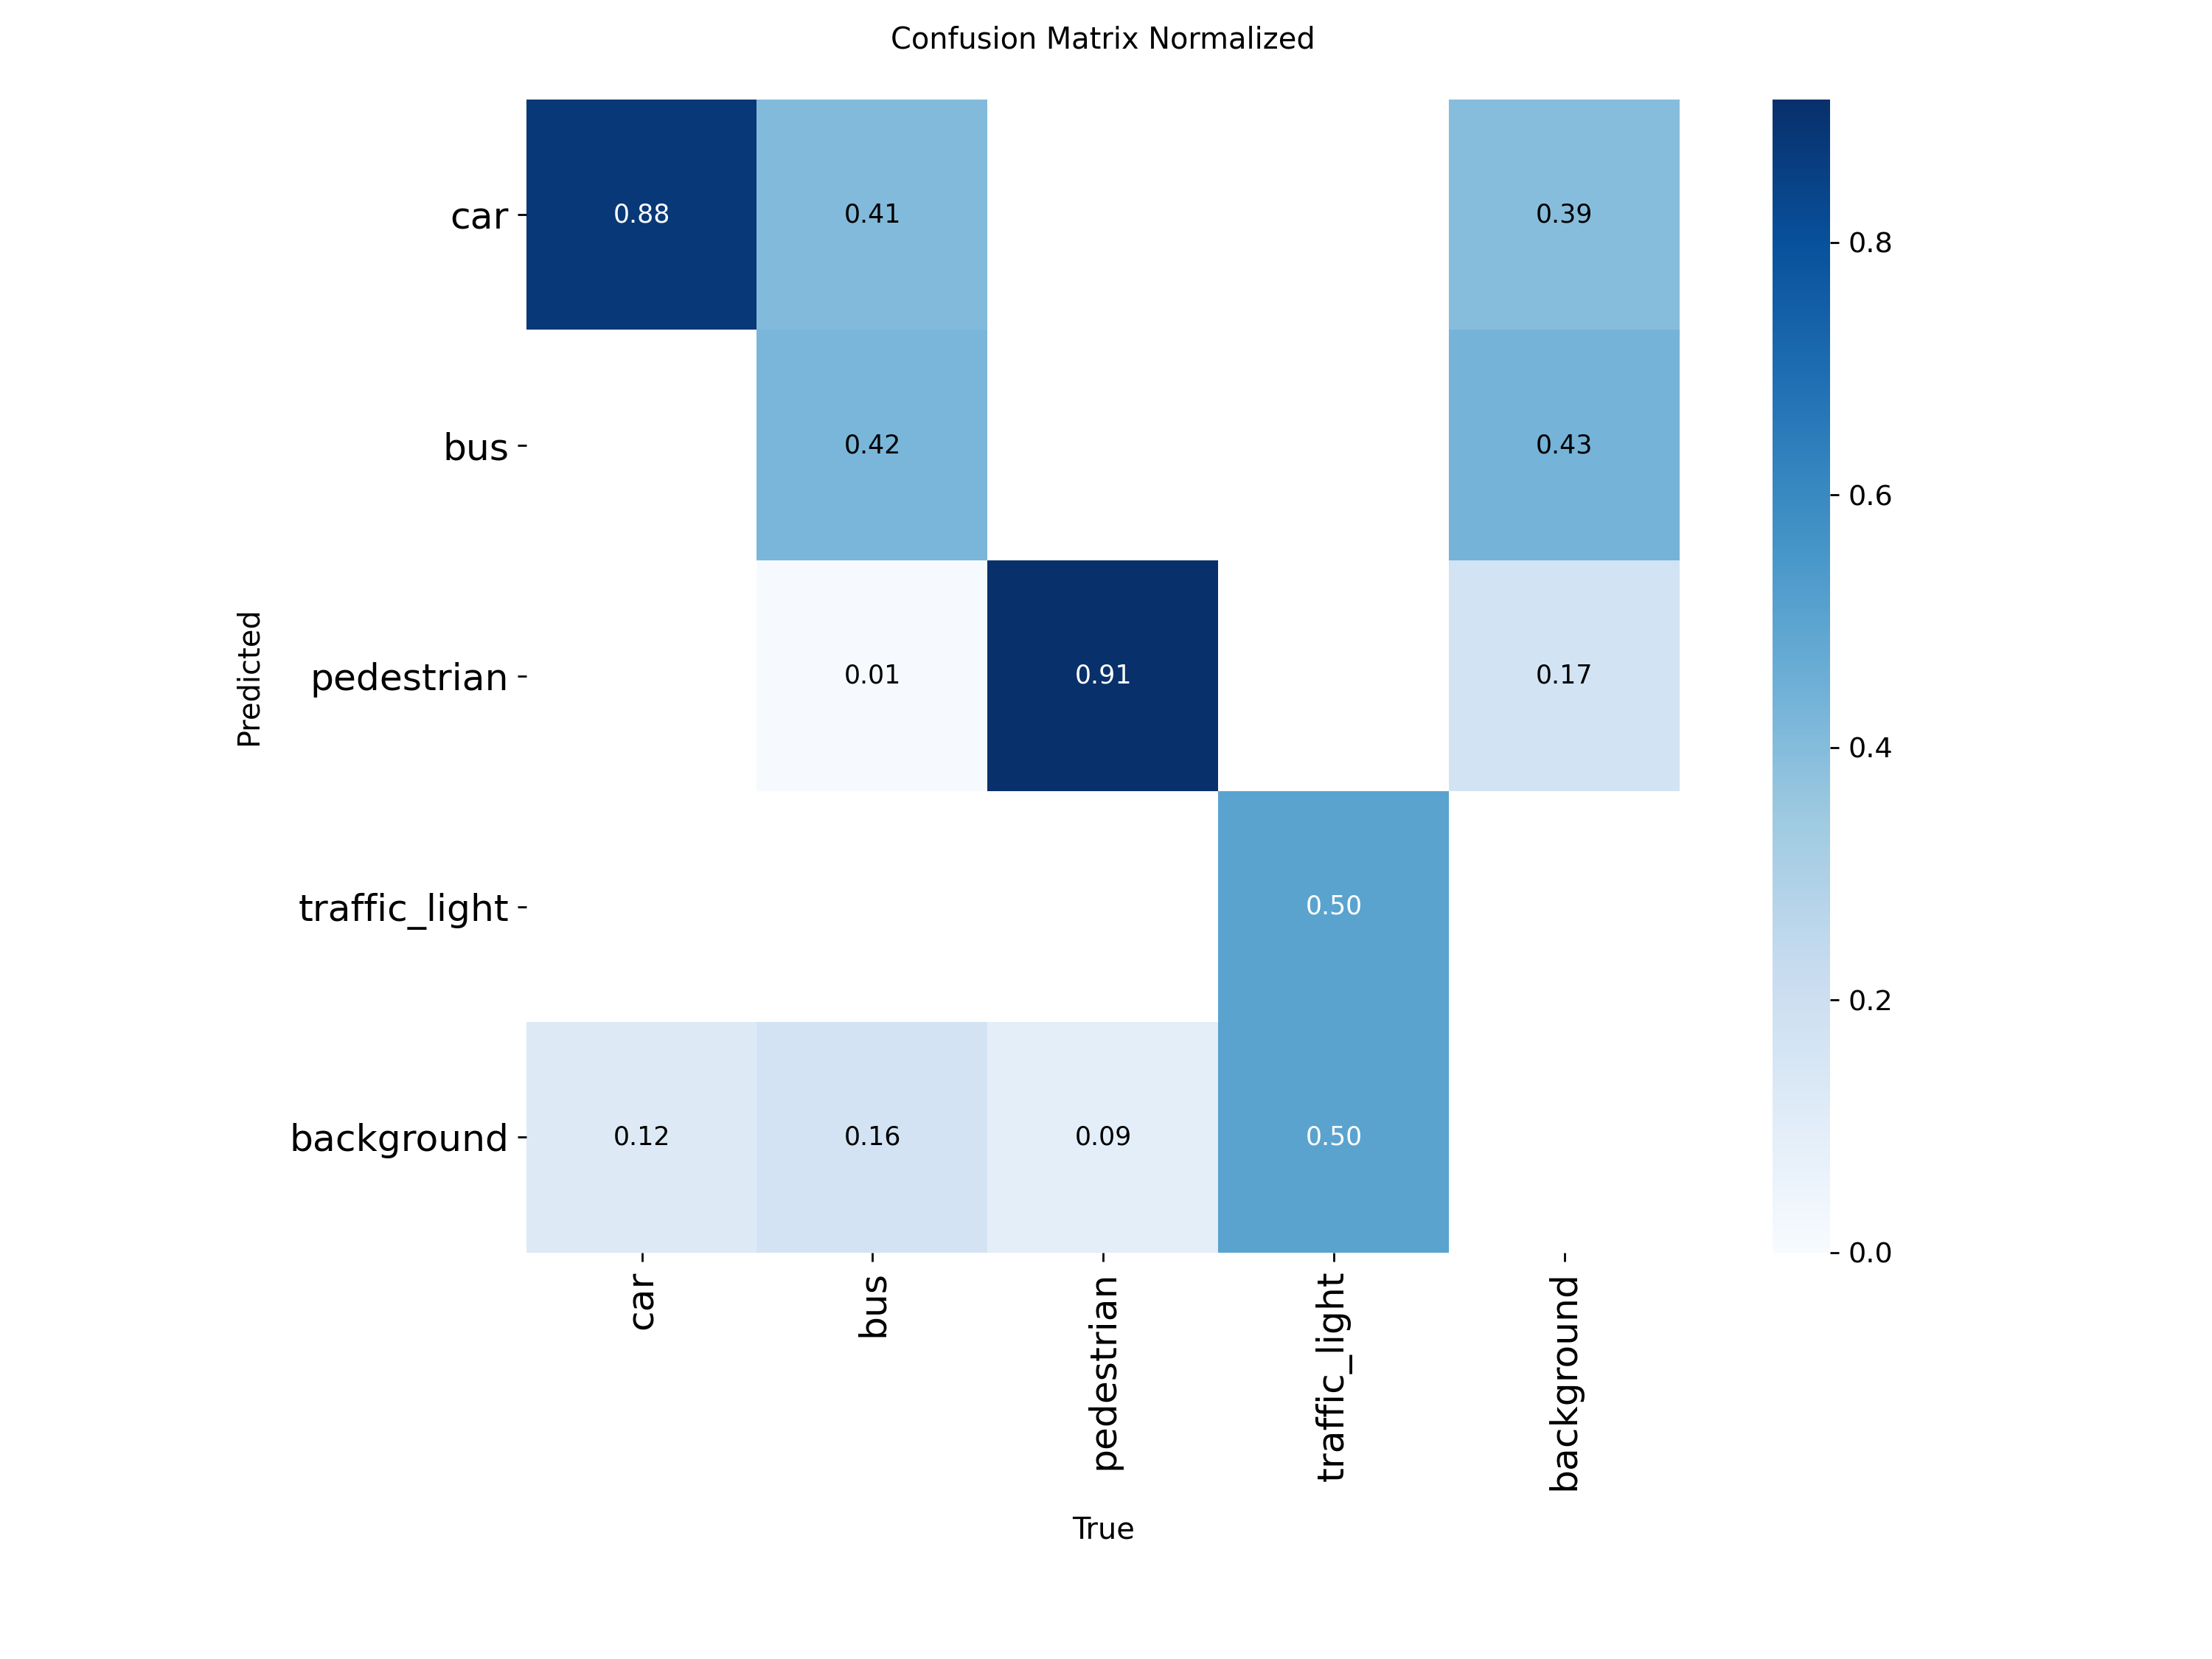 Confusion Matrix Normalized
car
0.88
0.41
0.39
bus
0.42
0.43
pedestrian
0.01
0.91
0.17
traffic_light
0.50
background
0.12
0.16
0.09
0.50
Predicted
car
bus
pedestrian
traffic_light
background
True
0.8
0.6
0.4
0.2
0.0